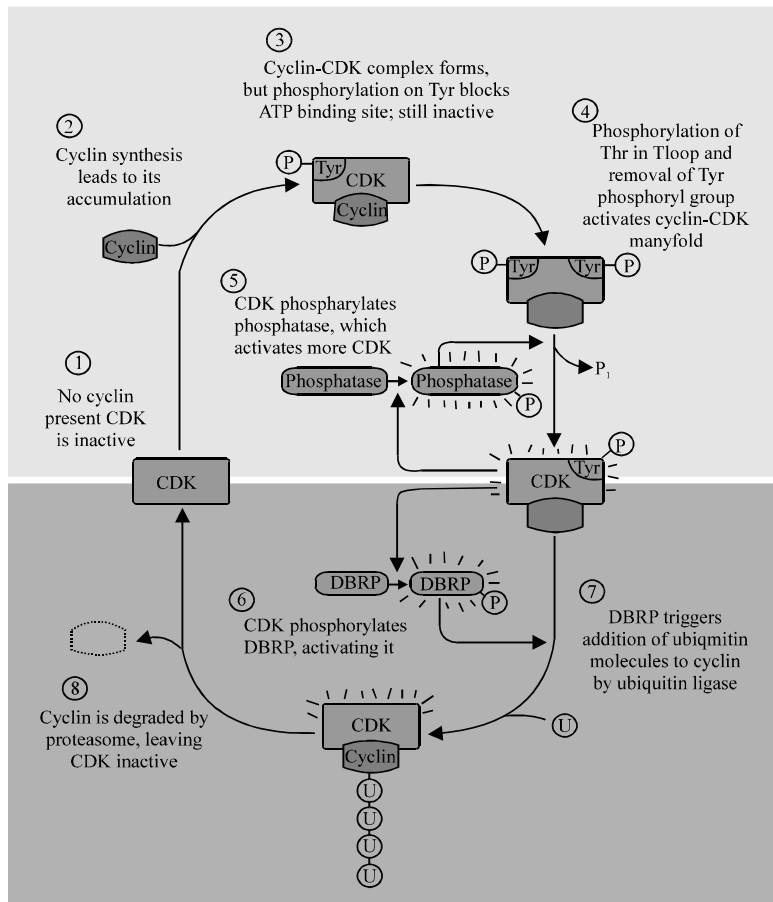 ③
Cyclin-CDK complex forms,
but phosphorylation on Tyr blocks
ATP binding site; still inactive
②
Cyclin synthesis
leads to its
accumulation
④
Phosphorylation of
Thr in Tloop and
removal of Tyr
phosphoryl group
activates cyclin-CDK
manyfold
P
Tyr
CDK
Cyclin
Cyclin
P
Tyr
Tyr
P
⑤
CDK phospharylates
phosphatase, which
activates more CDK
Phosphatase
Phosphatase
P
P₁
①
No cyclin
present CDK
is inactive
CDK
P
Tyr
CDK
DBRP
DBRP
P
⑥
CDK phosphorylates
DBRP, activating it
⑦
DBRP triggers
addition of ubiqmitin
molecules to cyclin
by ubiquitin ligase
⑧
Cyclin is degraded by
proteasome, leaving
CDK inactive
CDK
Cyclin
U
U
U
U
U